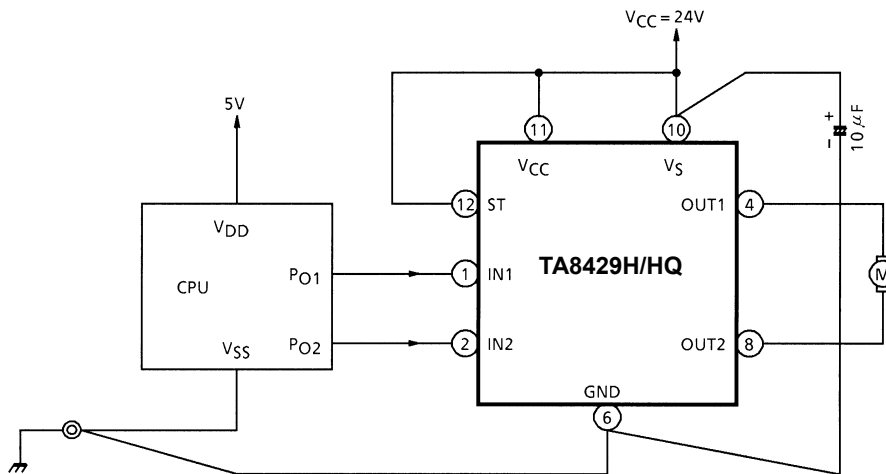 VCC = 24V
5V
11
10
+
-
10 μF
VCC
VS
12
ST
OUT1
4
VDD
TA8429H/HQ
CPU
PO1
1
IN1
M
PO2
2
IN2
OUT2
8
VSS
GND
6